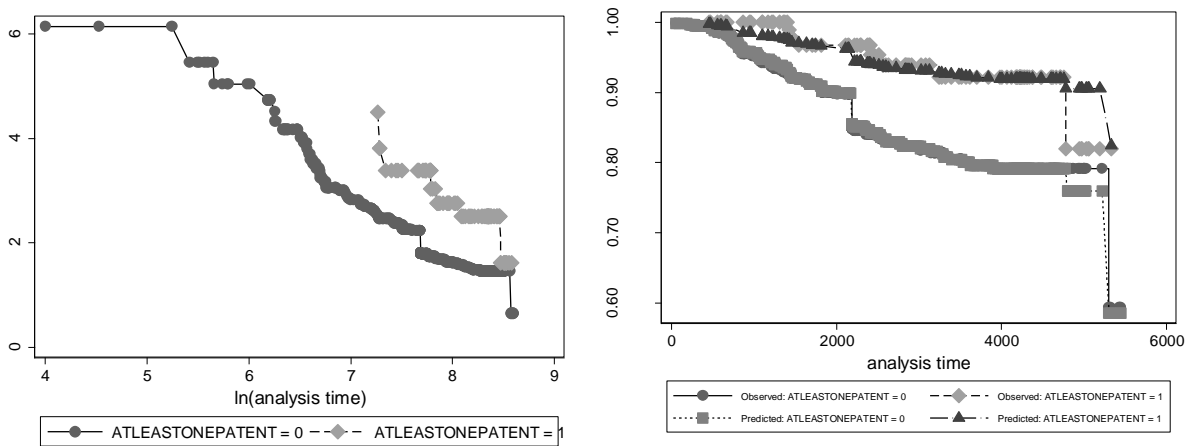 6
4
2
0
4
5
6
7
8
9
ln(analysis time)
ATLEASTONEPATENT = 0
ATLEASTONEPATENT = 1
1.00
0.90
0.80
0.70
0.60
0
2000
4000
6000
analysis time
Observed: ATLEASTONEPATENT = 0
Observed: ATLEASTONEPATENT = 1
Predicted: ATLEASTONEPATENT = 0
Predicted: ATLEASTONEPATENT = 1